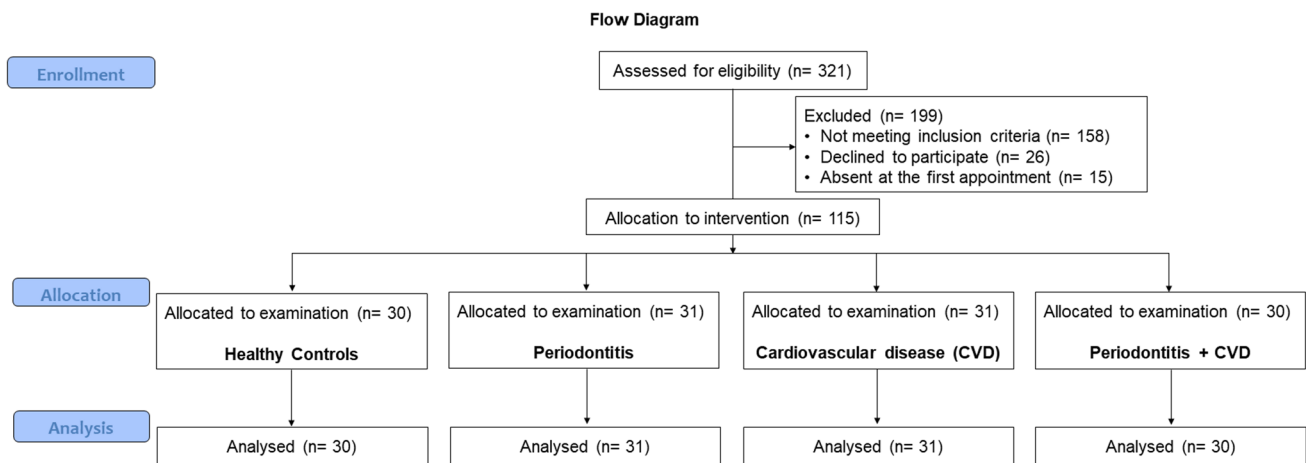 Flow Diagram
Enrollment
Assessed for eligibility (n= 321)
Excluded (n= 199)
• Not meeting inclusion criteria (n= 158)
• Declined to participate (n= 26)
• Absent at the first appointment (n= 15)
Allocation to intervention (n= 115)
Allocation
Allocated to examination (n= 30)
Healthy Controls
Allocated to examination (n= 31)
Periodontitis
Allocated to examination (n= 31)
Cardiovascular disease (CVD)
Allocated to examination (n= 30)
Periodontitis + CVD
Analysis
Analysed (n= 30)
Analysed (n= 31)
Analysed (n= 31)
Analysed (n= 30)